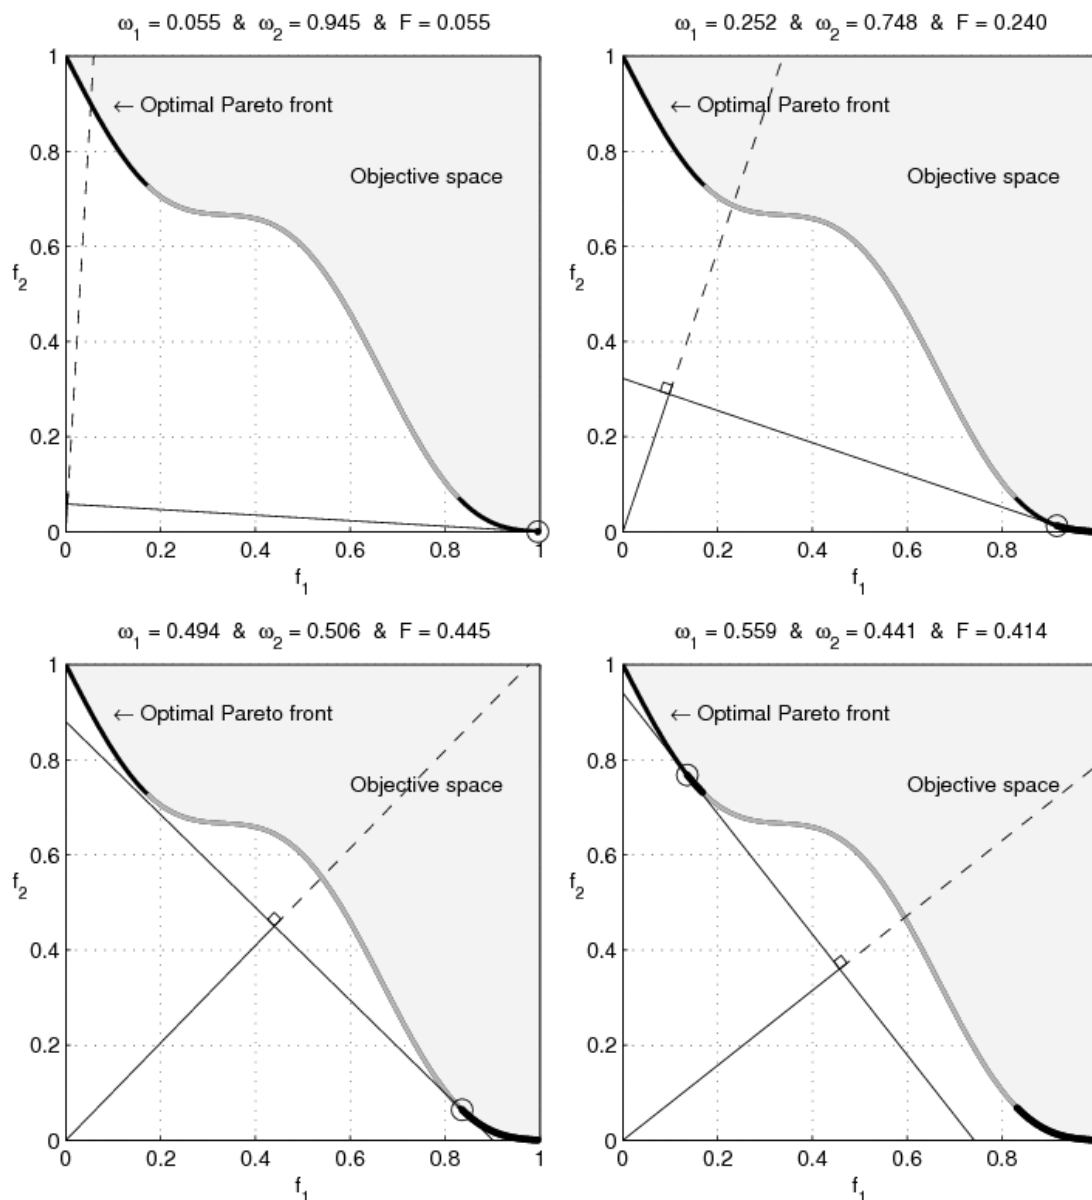 ω1 = 0.055 & ω2 = 0.945 & F = 0.055
1
← Optimal Pareto front
0.8
Objective space
0.6
f2
0.4
0.2
0
0 0.2 0.4 0.6 0.8 1
f1
ω1 = 0.252 & ω2 = 0.748 & F = 0.240
1
← Optimal Pareto front
0.8
Objective space
0.6
f2
0.4
0.2
0
0 0.2 0.4 0.6 0.8
f1
ω1 = 0.494 & ω2 = 0.506 & F = 0.445
1
← Optimal Pareto front
0.8
Objective space
0.6
f2
0.4
0.2
0
0 0.2 0.4 0.6 0.8 1
f1
ω1 = 0.559 & ω2 = 0.441 & F = 0.414
1
← Optimal Pareto front
0.8
Objective space
0.6
f2
0.4
0.2
0
0 0.2 0.4 0.6 0.8
f1